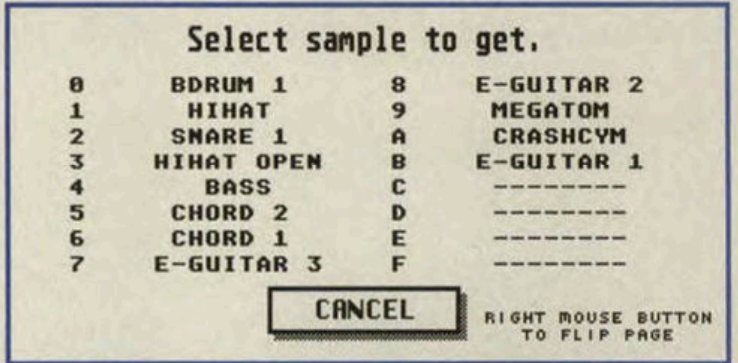 Select sample to get.
0 BDRUM 1 8 E-GUITAR 2
1 HIHAT 9 MEGATOM
2 SNARE 1 A CRASHCYM
3 HIHAT OPEN B E-GUITAR 1
4 BASS C --------
5 CHORD 2 D --------
6 CHORD 1 E --------
7 E-GUITAR 3 F --------
CANCEL
RIGHT MOUSE BUTTON
TO FLIP PAGE